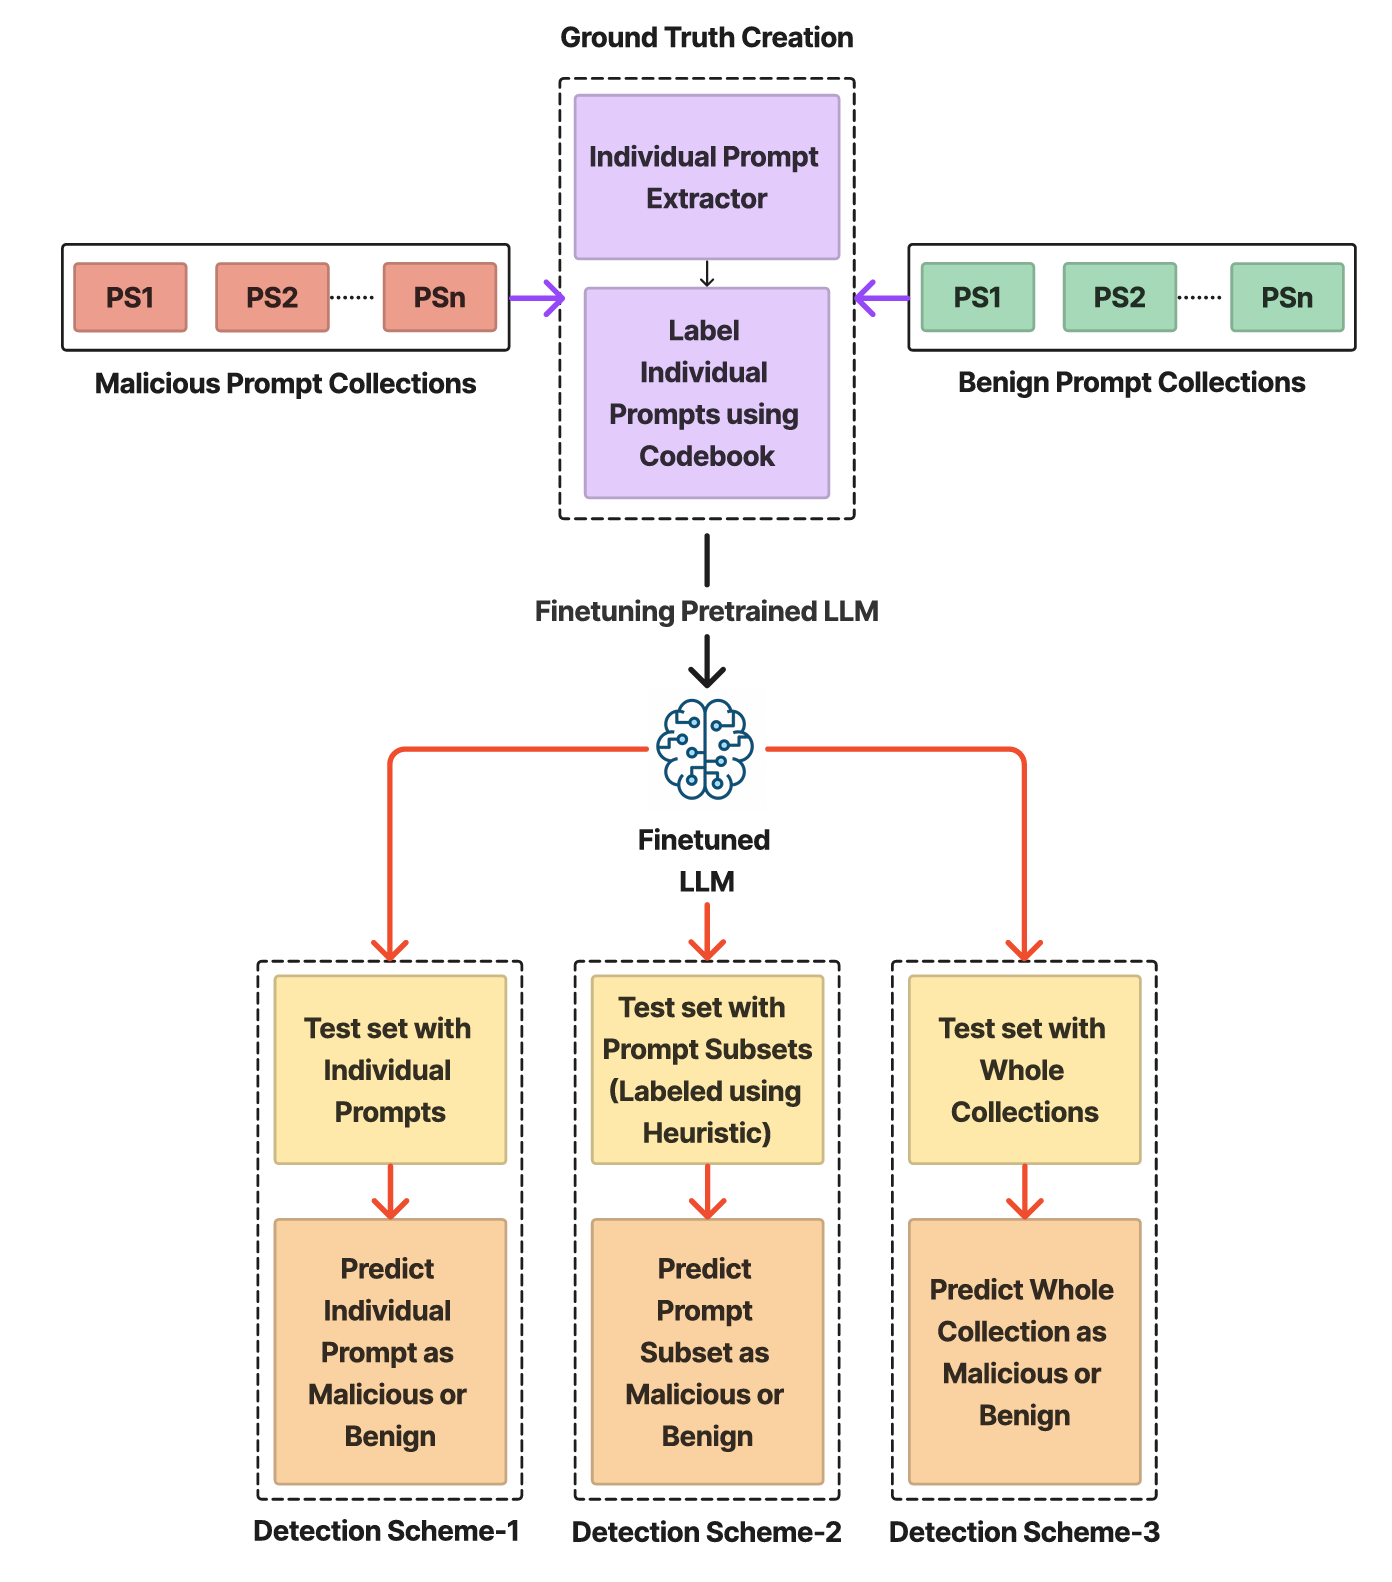 Ground Truth Creation
Individual Prompt
Extractor
PS1
PS2
PSn
Malicious Prompt Collections
Label
Individual
Prompts using
Codebook
PS1
PS2
PSn
Benign Prompt Collections
Finetuning Pretrained LLM
Finetuned
LLM
Test set with
Individual
Prompts
Predict
Individual
Prompt as
Malicious or
Benign
Detection Scheme-1
Test set with
Prompt Subsets
(Labeled using
Heuristic)
Predict
Prompt
Subset as
Malicious or
Benign
Detection Scheme-2
Test set with
Whole
Collections
Predict Whole
Collection as
Malicious or
Benign
Detection Scheme-3